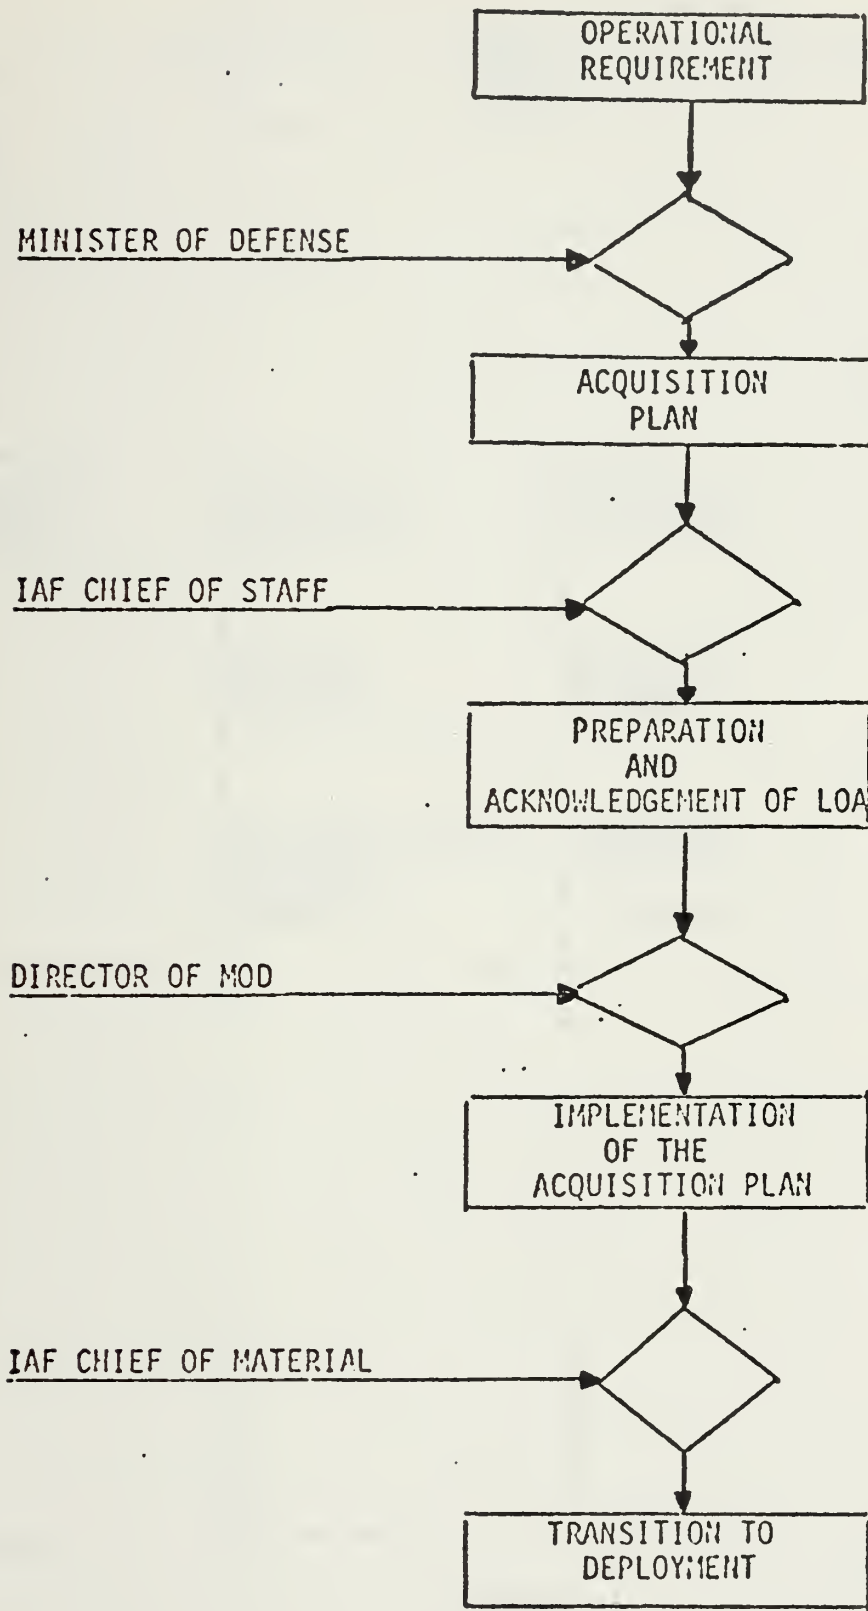 OPERATIONAL
REQUIREMENT
MINISTER OF DEFENSE
ACQUISITION
PLAN
IAF CHIEF OF STAFF
PREPARATION
AND
ACKNOWLEDGEMENT OF LOA
DIRECTOR OF MOD
IMPLEMENTATION
OF THE
ACQUISITION PLAN
IAF CHIEF OF MATERIAL
TRANSITION TO
DEPLOYMENT